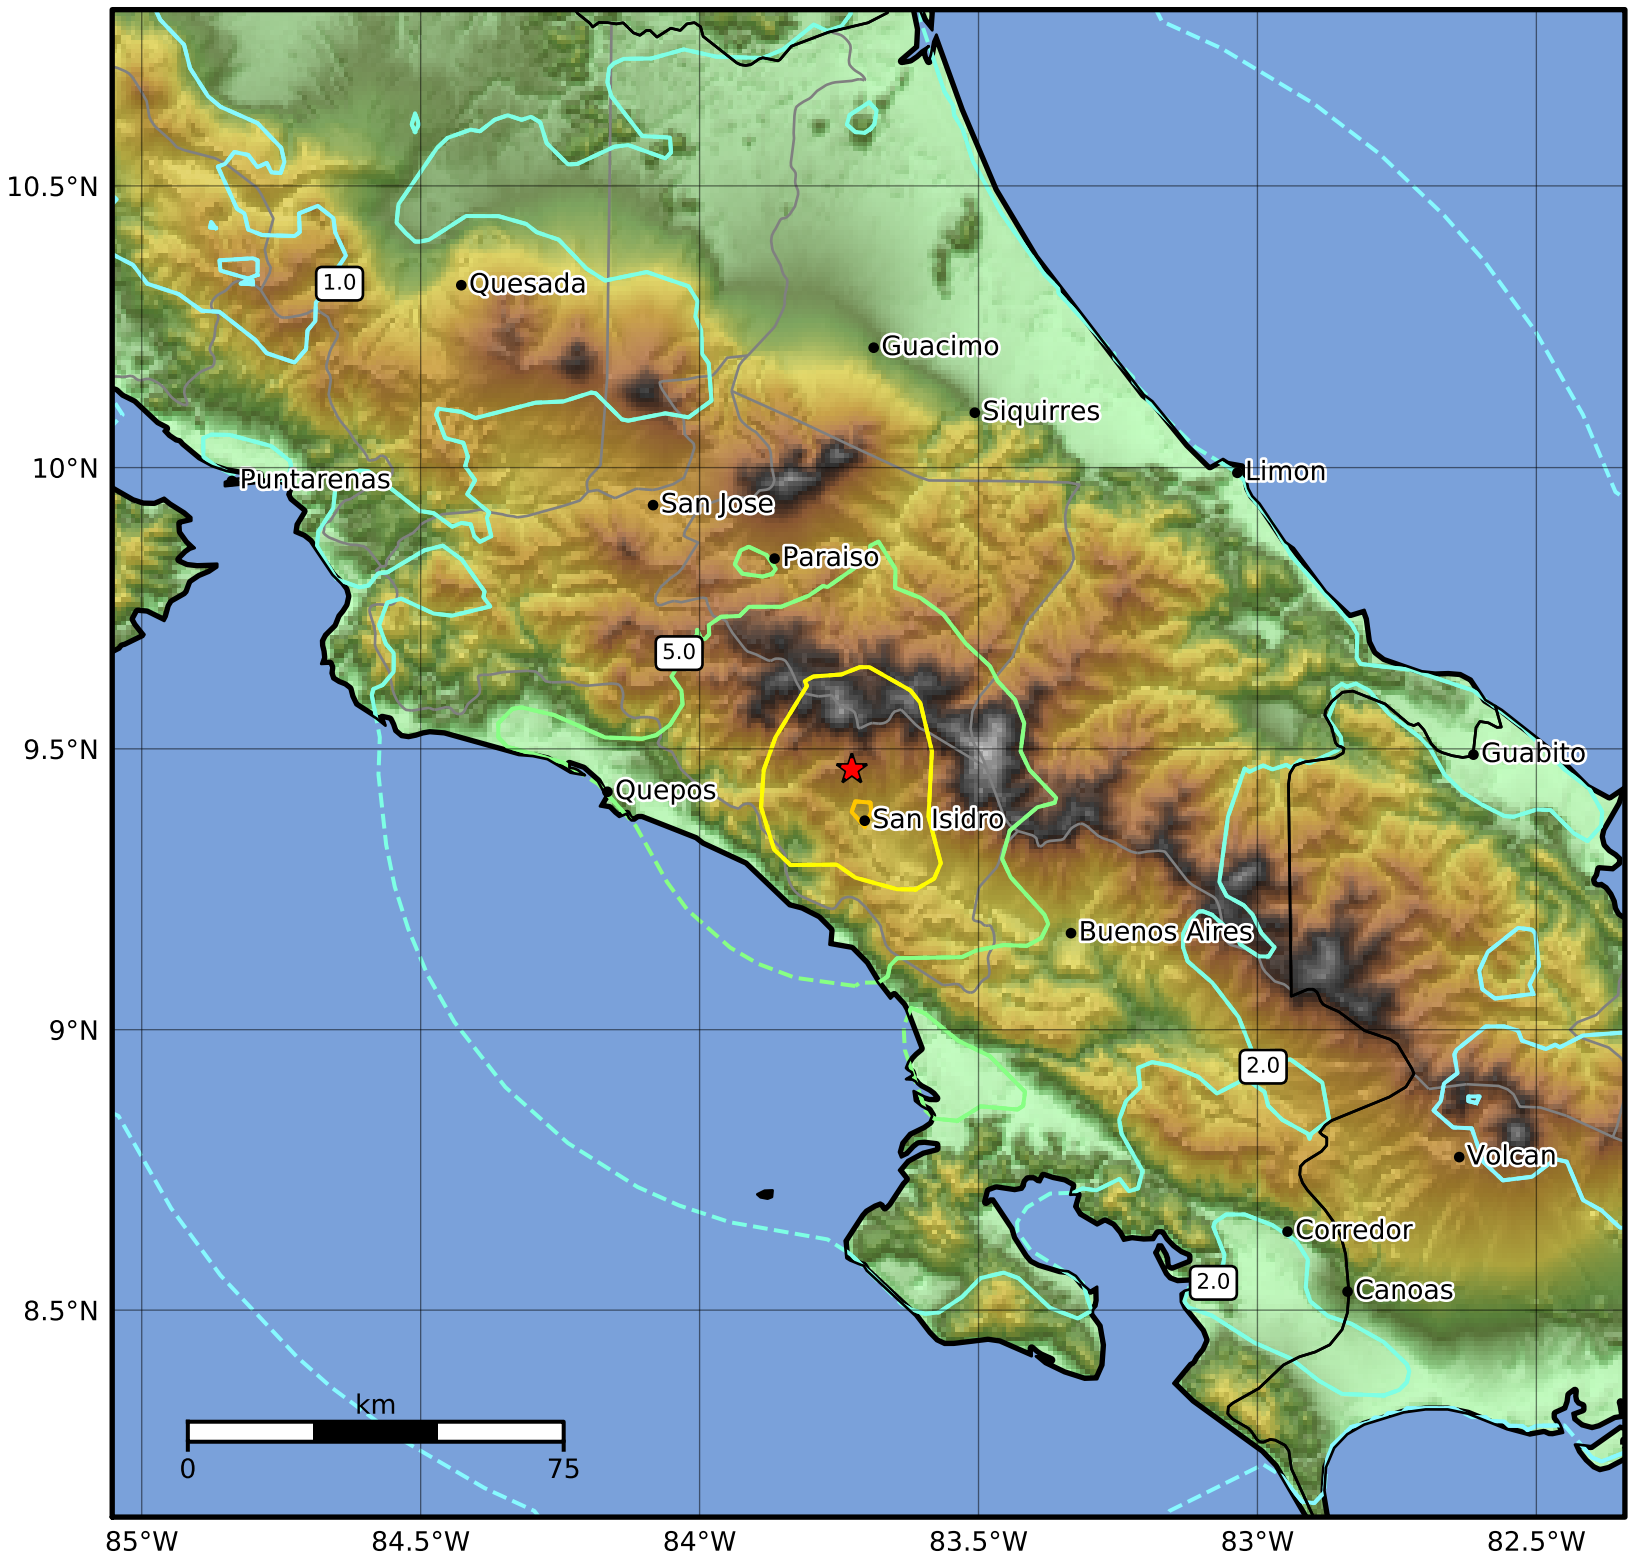 10.5°N
1.0
Quesada
Guacimo
Siquirres
10°N
Puntarenas
Limon
San Jose
Paraiso
5.0
9.5°N
Guabito
Quepos
San Isidro
Buenos Aires
9°N
2.0
Volcan
Corredor
2.0
Canoas
8.5°N
km
0
75
85°W
84.5°W
84°W
83.5°W
83°W
82.5°W